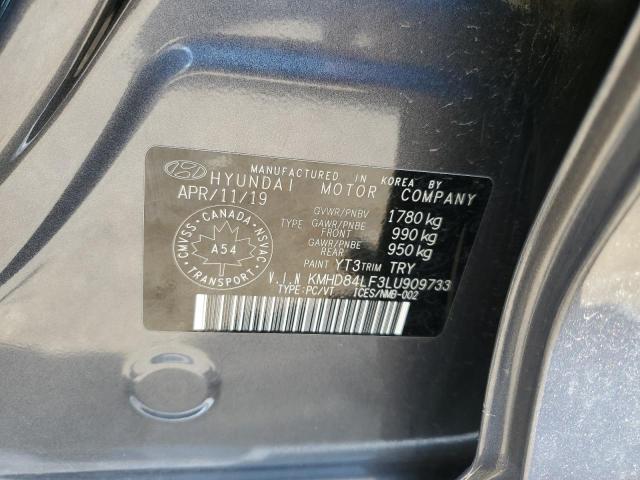 MANUFACTURED IN KOREA BY
HYUNDAI MOTOR COMPANY
APR/11/19
GVWR/PNBV 1780 kg
TYPE GAWR/PNBE FRONT 990 kg
GAWR/PNBE REAR 950 kg
PAINT YT3 TRIM TRY
CMVSS · CANADA · NSVAC
A54
TRANSPORT
V.I.N KMHD84LF3LU909733
TYPE:PC/VT ICES/NMB-002